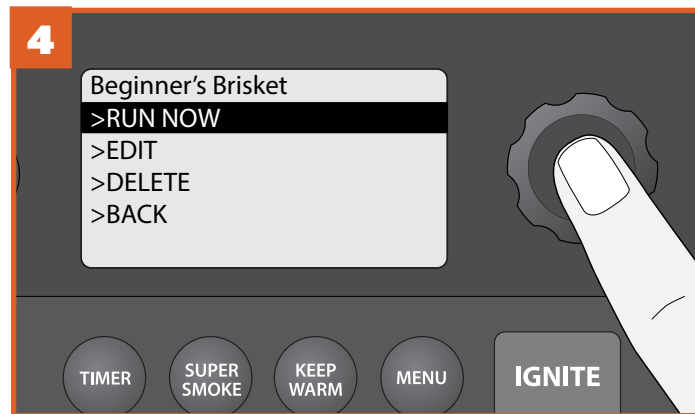 4
Beginner’s Brisket
>RUN NOW
>EDIT
>DELETE
>BACK
TIMER
SUPER
SMOKE
KEEP
WARM
MENU
IGNITE